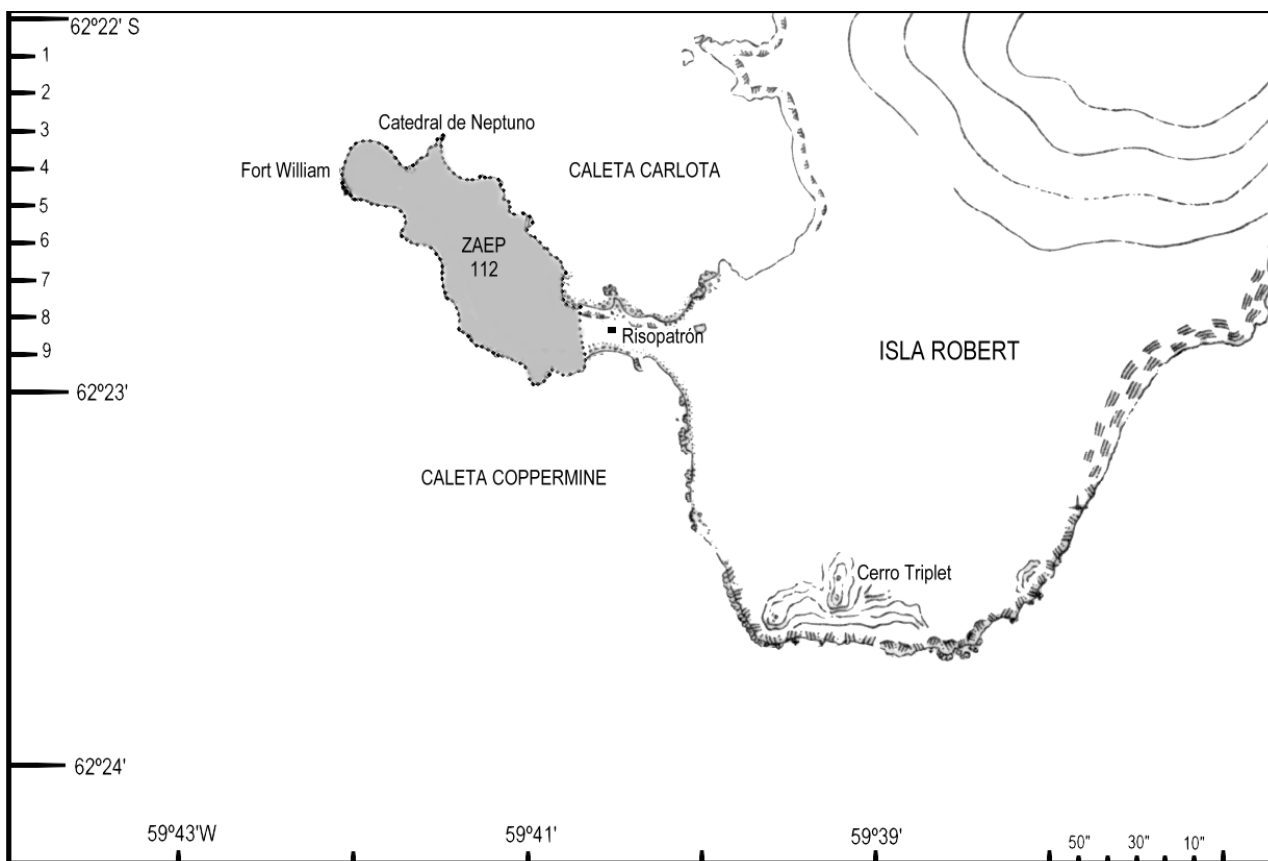 62º22' S
1
2
3
4
5
6
7
8
9
62º23'
62º24'
Catedral de Neptuno
Fort William
CALETA CARLOTA
ZAEP
112
Risopatrón
ISLA ROBERT
CALETA COPPERMINE
Cerro Triplet
59º43'W
59º41'
59º39'
50"
30"
10"